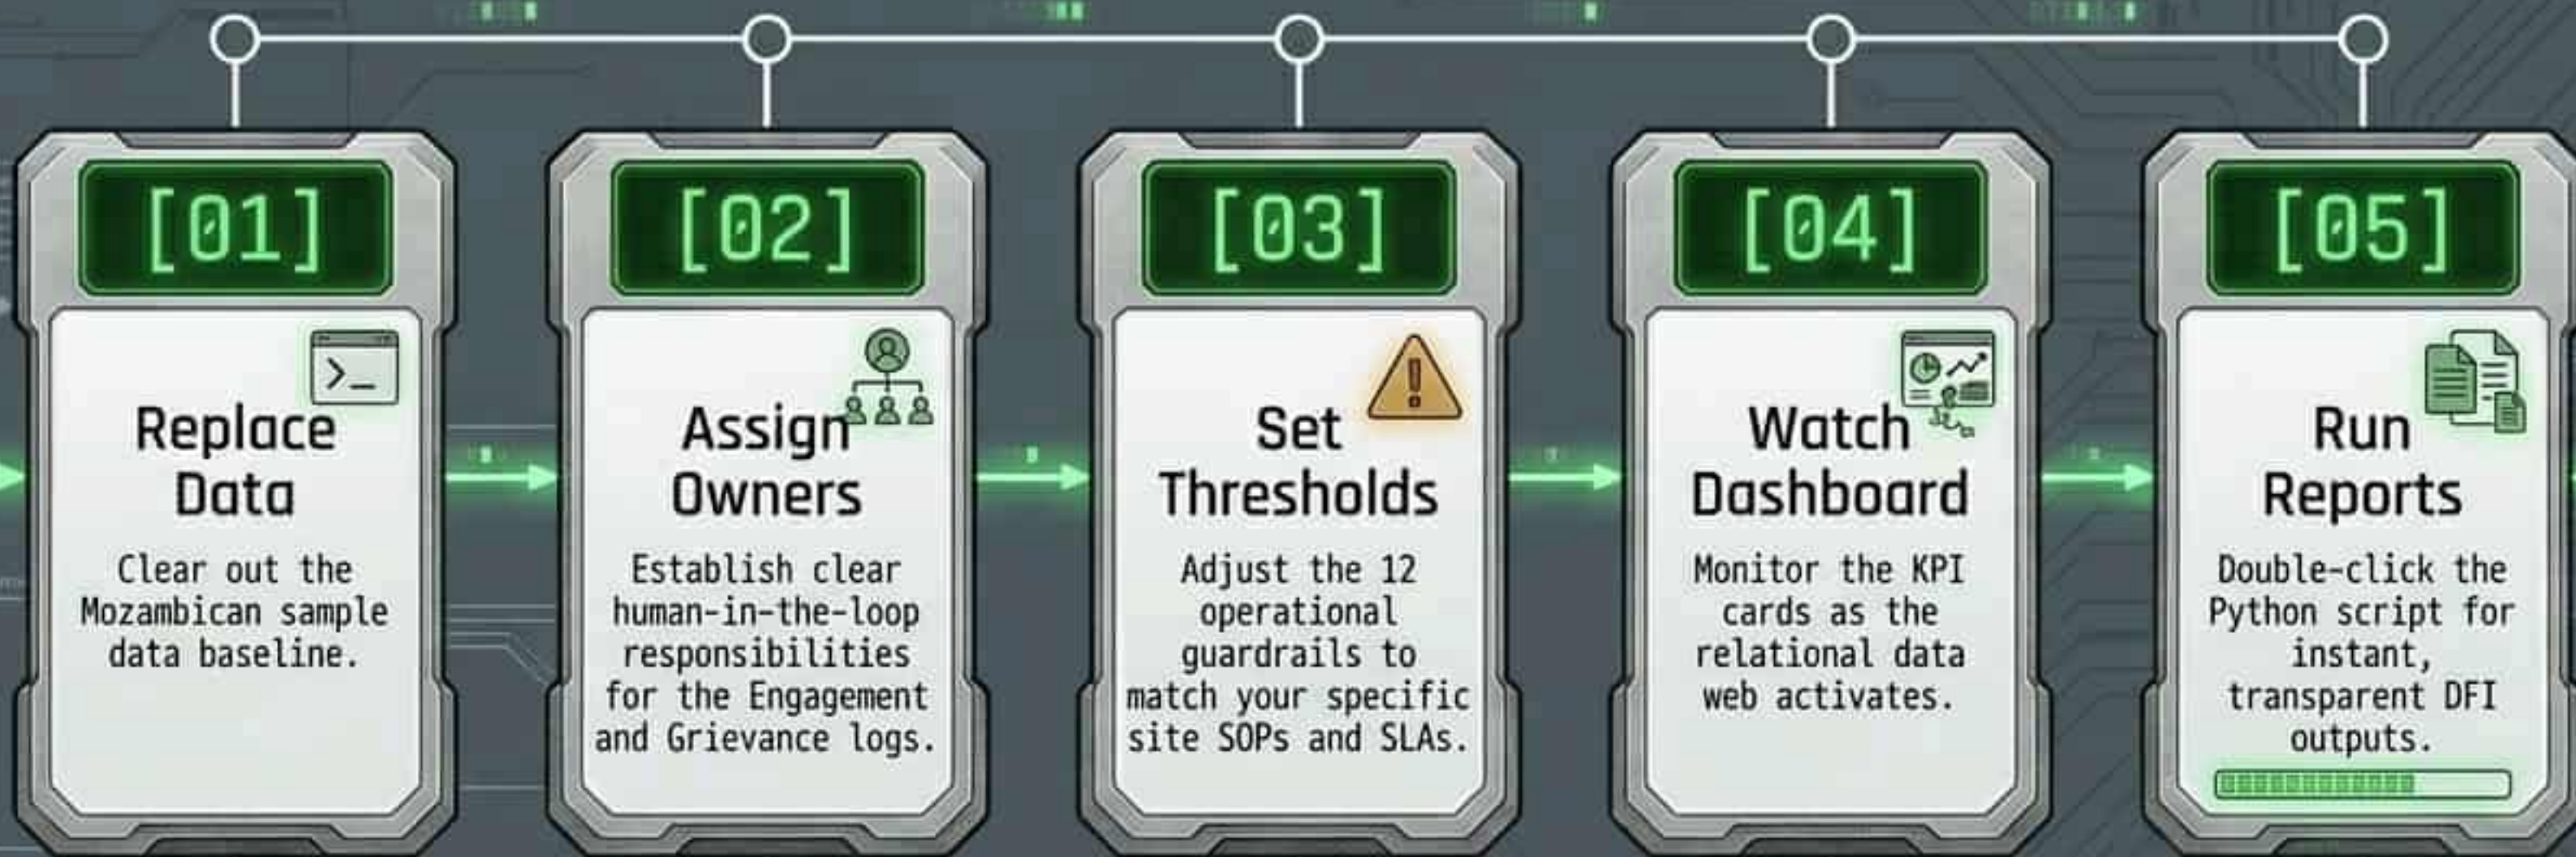 [01]
Replace
Data
Clear out the
Mozambican sample
data baseline.
[02]
Assign
Owners
Establish clear
human-in-the-loop
responsibilities
for the Engagement
and Grievance logs.
[03]
Set
Thresholds
Adjust the 12
operational
guardrails to
match your specific
site SOPs and SLAs.
[04]
Watch
Dashboard
Monitor the KPI
cards as the
relational data
web activates.
[05]
Run
Reports
Double-click the
Python script for
instant,
transparent DFI
outputs.